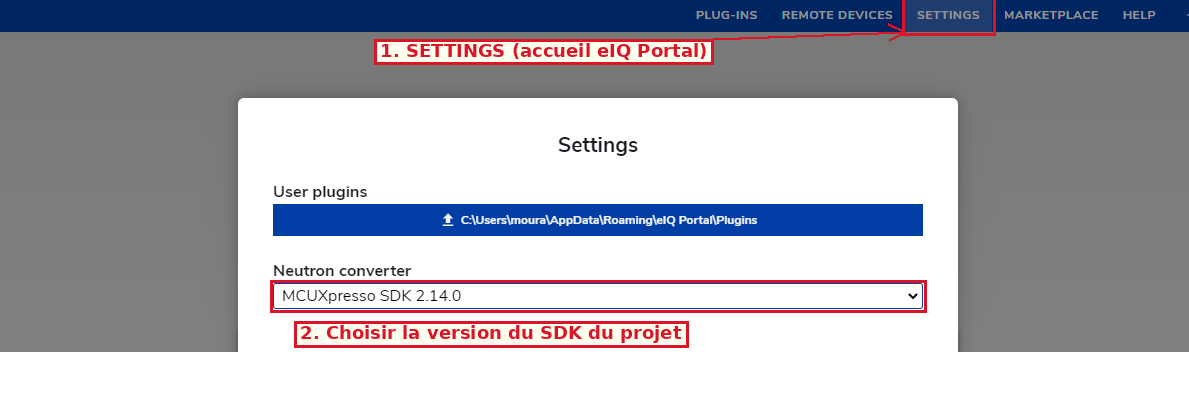 PLUG-INS REMOTE DEVICES SETTINGS MARKETPLACE HELP
1. SETTINGS (accueil eIQ Portal)
Settings
User plugins
C:\Users\moura\AppData\Roaming\eIQ Portal\Plugins
Neutron converter
MCUXpresso SDK 2.14.0
2. Choisir la version du SDK du projet